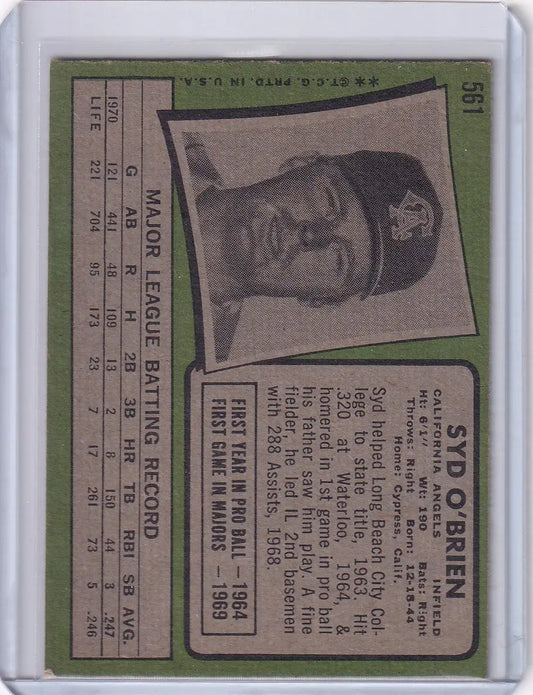 561
**©T.C.G. PRTD. IN U.S.A.
SYD O'BRIEN
CALIFORNIA ANGELS INFIELD
Ht: 6'1" Wt: 190 Bats: Right
Throws: Right Born: 12-18-44
Home: Cypress, Calif.
Syd helped Long Beach City Col-
lege to state title, 1963. Hit
.320 at Waterloo, 1964, &
homered in 1st game in pro ball
his father saw him play. A fine
fielder, he led IL 2nd basemen
with 288 Assists, 1968.
FIRST YEAR IN PRO BALL — 1964
FIRST GAME IN MAJORS — 1969
MAJOR LEAGUE BATTING RECORD
G AB R H 2B 3B HR TB RBI SB AVG.
1970 121 441 48 109 13 2 8 150 44 3 .247
LIFE 221 704 95 173 23 7 17 261 73 5 .246